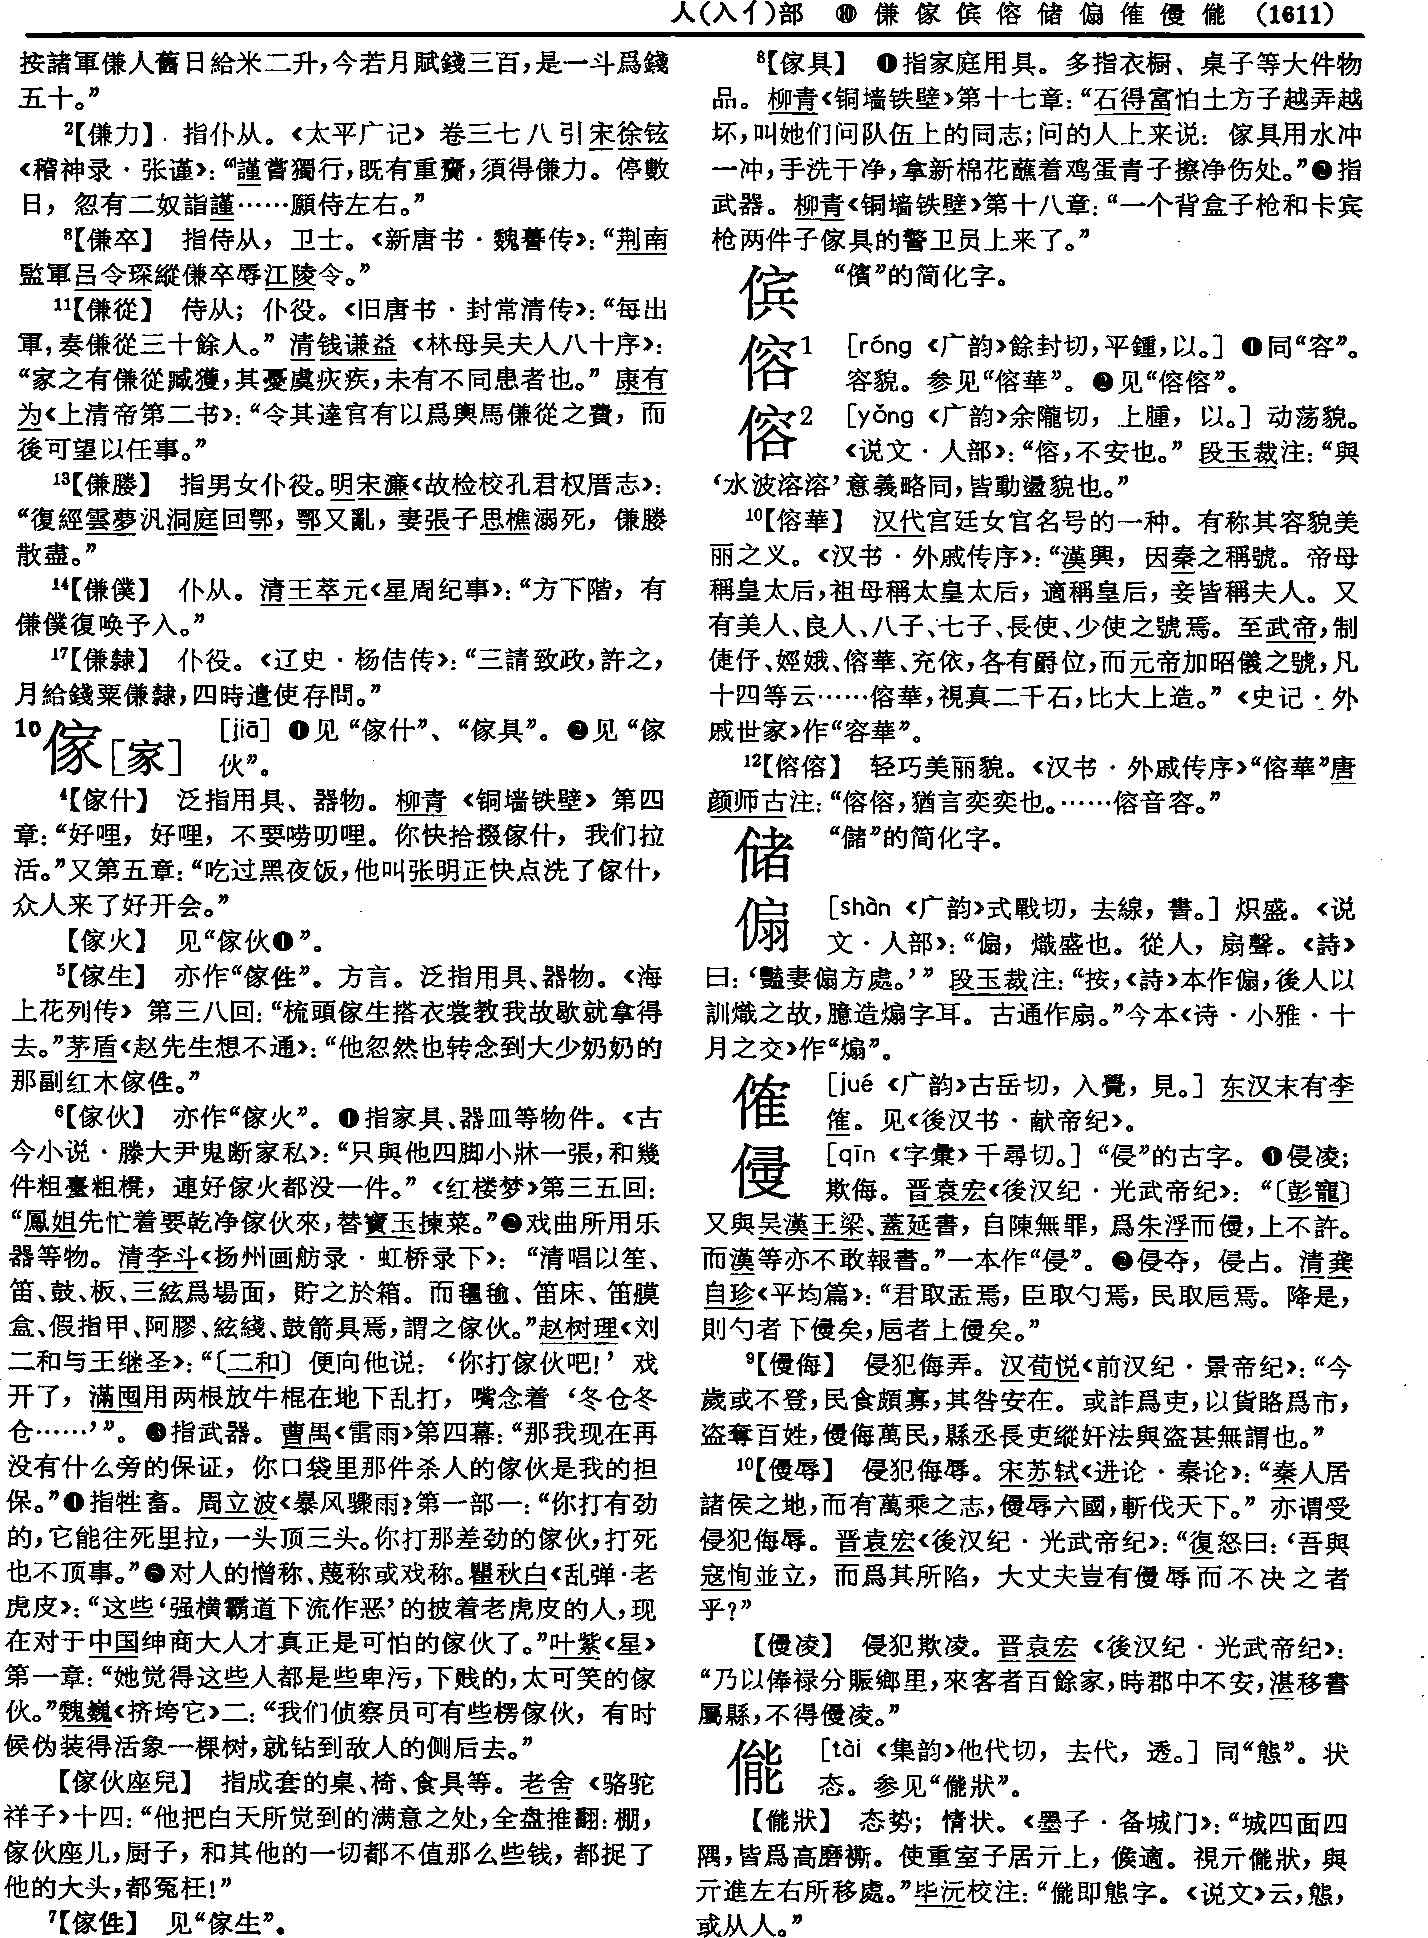 人(入亻)部 ⑩ 傔傢傧傛储傓傕𠊫能 (1611)
按諸軍傔人舊日給米二升,今若月賦錢三百,是一斗爲錢
五十。”
²【傔力】 指仆从。《太平广记》卷三七八引宋徐铉
《稽神录·张谨》:“謹嘗獨行,既有重齎,須得傔力。停數
日,忽有二奴詣謹……願侍左右。”
⁸【傔卒】 指侍从,卫士。《新唐书·魏謩传》:“荆南
監軍吕令琛縱傔卒辱江陵令。”
¹¹【傔從】 侍从;仆役。《旧唐书·封常清传》:“每出
軍,奏傔從三十餘人。”清钱谦益《林母吴夫人八十序》:
“家之有傔從臧獲,其憂虞疢疾,未有不同患者也。”康有
为《上清帝第二书》:“令其達官有以爲輿馬傔從之費,而
後可望以任事。”
¹³【傔媵】 指男女仆役。明宋濂《故检校孔君权厝志》:
“復經雲夢汎洞庭回鄂,鄂又亂,妻張子思樵溺死,傔媵
散盡。”
¹⁴【傔僕】 仆从。清王萃元《星周纪事》:“方下階,有
傔僕復唤予入。”
¹⁷【傔隸】 仆役。《辽史·杨佶传》:“三請致政,許之,
月給錢粟傔隸,四時遣使存問。”
¹⁰傢[家] [jiā] ❶见“傢什”、“傢具”。❷见“傢
伙”。
⁴【傢什】 泛指用具、器物。柳青《铜墙铁壁》第四
章:“好哩,好哩,不要唠叨哩。你快拾掇傢什,我们拉
活。”又第五章:“吃过黑夜饭,他叫张明正快点洗了傢什,
众人来了好开会。”
【傢火】 见“傢伙❶”。
⁵【傢生】 亦作“傢㑥”。方言。泛指用具、器物。《海
上花列传》第三八回:“梳頭傢生搭衣裳教我故歇就拿得
去。”茅盾《赵先生想不通》:“他忽然也转念到大少奶奶的
那副红木傢㑥。”
⁶【傢伙】 亦作“傢火”。❶指家具、器皿等物件。《古
今小说·滕大尹鬼断家私》:“只與他四脚小牀一張,和幾
件粗臺粗櫈,連好傢火都没一件。”《红楼梦》第三五回:
“鳳姐先忙着要乾净傢伙來,替寶玉揀菜。”❷戏曲所用乐
器等物。清李斗《扬州画舫录·虹桥录下》:“清唱以笙、
笛、鼓、板、三絃爲場面,貯之於箱。而氍毹、笛床、笛膜
盒、假指甲、阿膠、絃綫、鼓箭具焉,謂之傢伙。”赵树理《刘
二和与王继圣》:“〔二和〕便向他说:‘你打傢伙吧!’戏
开了,满囤用两根放牛棍在地下乱打,嘴念着‘冬仓冬
仓……’”。❸指武器。曹禺《雷雨》第四幕:“那我现在再
没有什么旁的保证,你口袋里那件杀人的傢伙是我的担
保。”❹指牲畜。周立波《暴风骤雨》第一部一:“你打有劲
的,它能往死里拉,一头顶三头。你打那差劲的傢伙,打死
也不顶事。”❺对人的憎称、蔑称或戏称。瞿秋白《乱弹·老
虎皮》:“这些‘强横霸道下流作恶’的披着老虎皮的人,现
在对于中国绅商大人才真正是可怕的傢伙了。”叶紫《星》
第一章:“她觉得这些人都是些卑污,下贱的,太可笑的傢
伙。”魏巍《挤垮它》二:“我们侦察员可有些楞傢伙,有时
候伪装得活象一棵树,就钻到敌人的侧后去。”
【傢伙座兒】 指成套的桌、椅、食具等。老舍《骆驼
祥子》十四:“他把白天所觉到的满意之处,全盘推翻:棚,
傢伙座儿,厨子,和其他的一切都不值那么些钱,都捉了
他的大头,都冤枉!”
⁷【傢㑥】 见“傢生”。
⁸【傢具】 ❶指家庭用具。多指衣橱、桌子等大件物
品。柳青《铜墙铁壁》第十七章:“石得富怕土方子越弄越
坏,叫她们问队伍上的同志;问的人上来说:傢具用水冲
一冲,手洗干净,拿新棉花蘸着鸡蛋青子擦净伤处。”❷指
武器。柳青《铜墙铁壁》第十八章:“一个背盒子枪和卡宾
枪两件子傢具的警卫员上来了。”
傧 “儐”的简化字。
傛1 [róng 《广韵》餘封切,平鍾,以。] ❶同“容”。
容貌。参见“傛華”。❷见“傛傛”。
傛2 [yǒng 《广韵》余隴切,上腫,以。] 动荡貌。
《说文·人部》:“傛,不安也。”段玉裁注:“與
‘水波溶溶’意義略同,皆動盪貌也。”
¹⁰【傛華】 汉代宫廷女官名号的一种。有称其容貌美
丽之义。《汉书·外戚传序》:“漢興,因秦之稱號。帝母
稱皇太后,祖母稱太皇太后,適稱皇后,妾皆稱夫人。又
有美人、良人、八子、七子、長使、少使之號焉。至武帝,制
倢伃、娙娥、傛華、充依,各有爵位,而元帝加昭儀之號,凡
十四等云……傛華,視真二千石,比大上造。”《史记·外
戚世家》作“容華”。
¹²【傛傛】 轻巧美丽貌。《汉书·外戚传序》“傛華”唐
颜师古注:“傛傛,猶言奕奕也。……傛音容。”
储 “儲”的简化字。
傓 [shàn 《广韵》式戰切,去線,書。] 炽盛。《说
文·人部》:“傓,熾盛也。從人,扇聲。《詩》
曰:‘豔妻傓方處。’”段玉裁注:“按,《詩》本作傓,後人以
訓熾之故,臆造煽字耳。古通作扇。”今本《诗·小雅·十
月之交》作“煽”。
傕 [jué 《广韵》古岳切,入覺,見。] 东汉末有李
傕。见《後汉书·献帝纪》。
𠊫 [qīn 《字彙》千尋切。] “侵”的古字。❶侵凌;
欺侮。晋袁宏《後汉纪·光武帝纪》:“〔彭寵〕
又與吴漢王梁、蓋延書,自陳無罪,爲朱浮而𠊫,上不許。
而漢等亦不敢報書。”一本作“侵”。❷侵夺,侵占。清龚
自珍《平均篇》:“君取盂焉,臣取勺焉,民取卮焉。降是,
則勺者下𠊫矣,卮者上𠊫矣。”
⁹【𠊫侮】 侵犯侮弄。汉荀悦《前汉纪·景帝纪》:“今
歲或不登,民食頗寡,其咎安在。或詐爲吏,以貨賂爲市,
盗奪百姓,𠊫侮萬民,縣丞長吏縱奸法與盗甚無謂也。”
¹⁰【𠊫辱】 侵犯侮辱。宋苏轼《进论·秦论》:“秦人居
諸侯之地,而有萬乘之志,𠊫辱六國,斬伐天下。”亦谓受
侵犯侮辱。晋袁宏《後汉纪·光武帝纪》:“復怒曰:‘吾與
寇恂並立,而爲其所陷,大丈夫豈有𠊫辱而不决之者
乎?”
【𠊫凌】 侵犯欺凌。晋袁宏《後汉纪·光武帝纪》:
“乃以俸禄分賑鄉里,來客者百餘家,時郡中不安,湛移書
屬縣,不得𠊫凌。”
㑷 [tài 《集韵》他代切,去代,透。] 同“態”。状
态。参见“㑷狀”。
【㑷狀】 态势;情状。《墨子·备城门》:“城四面四
隅,皆爲高磨㯕。使重室子居亓上,候適。視亓㑷狀,與
亓進左右所移處。”毕沅校注:“㑷即態字。《说文》云,態,
或从人。”